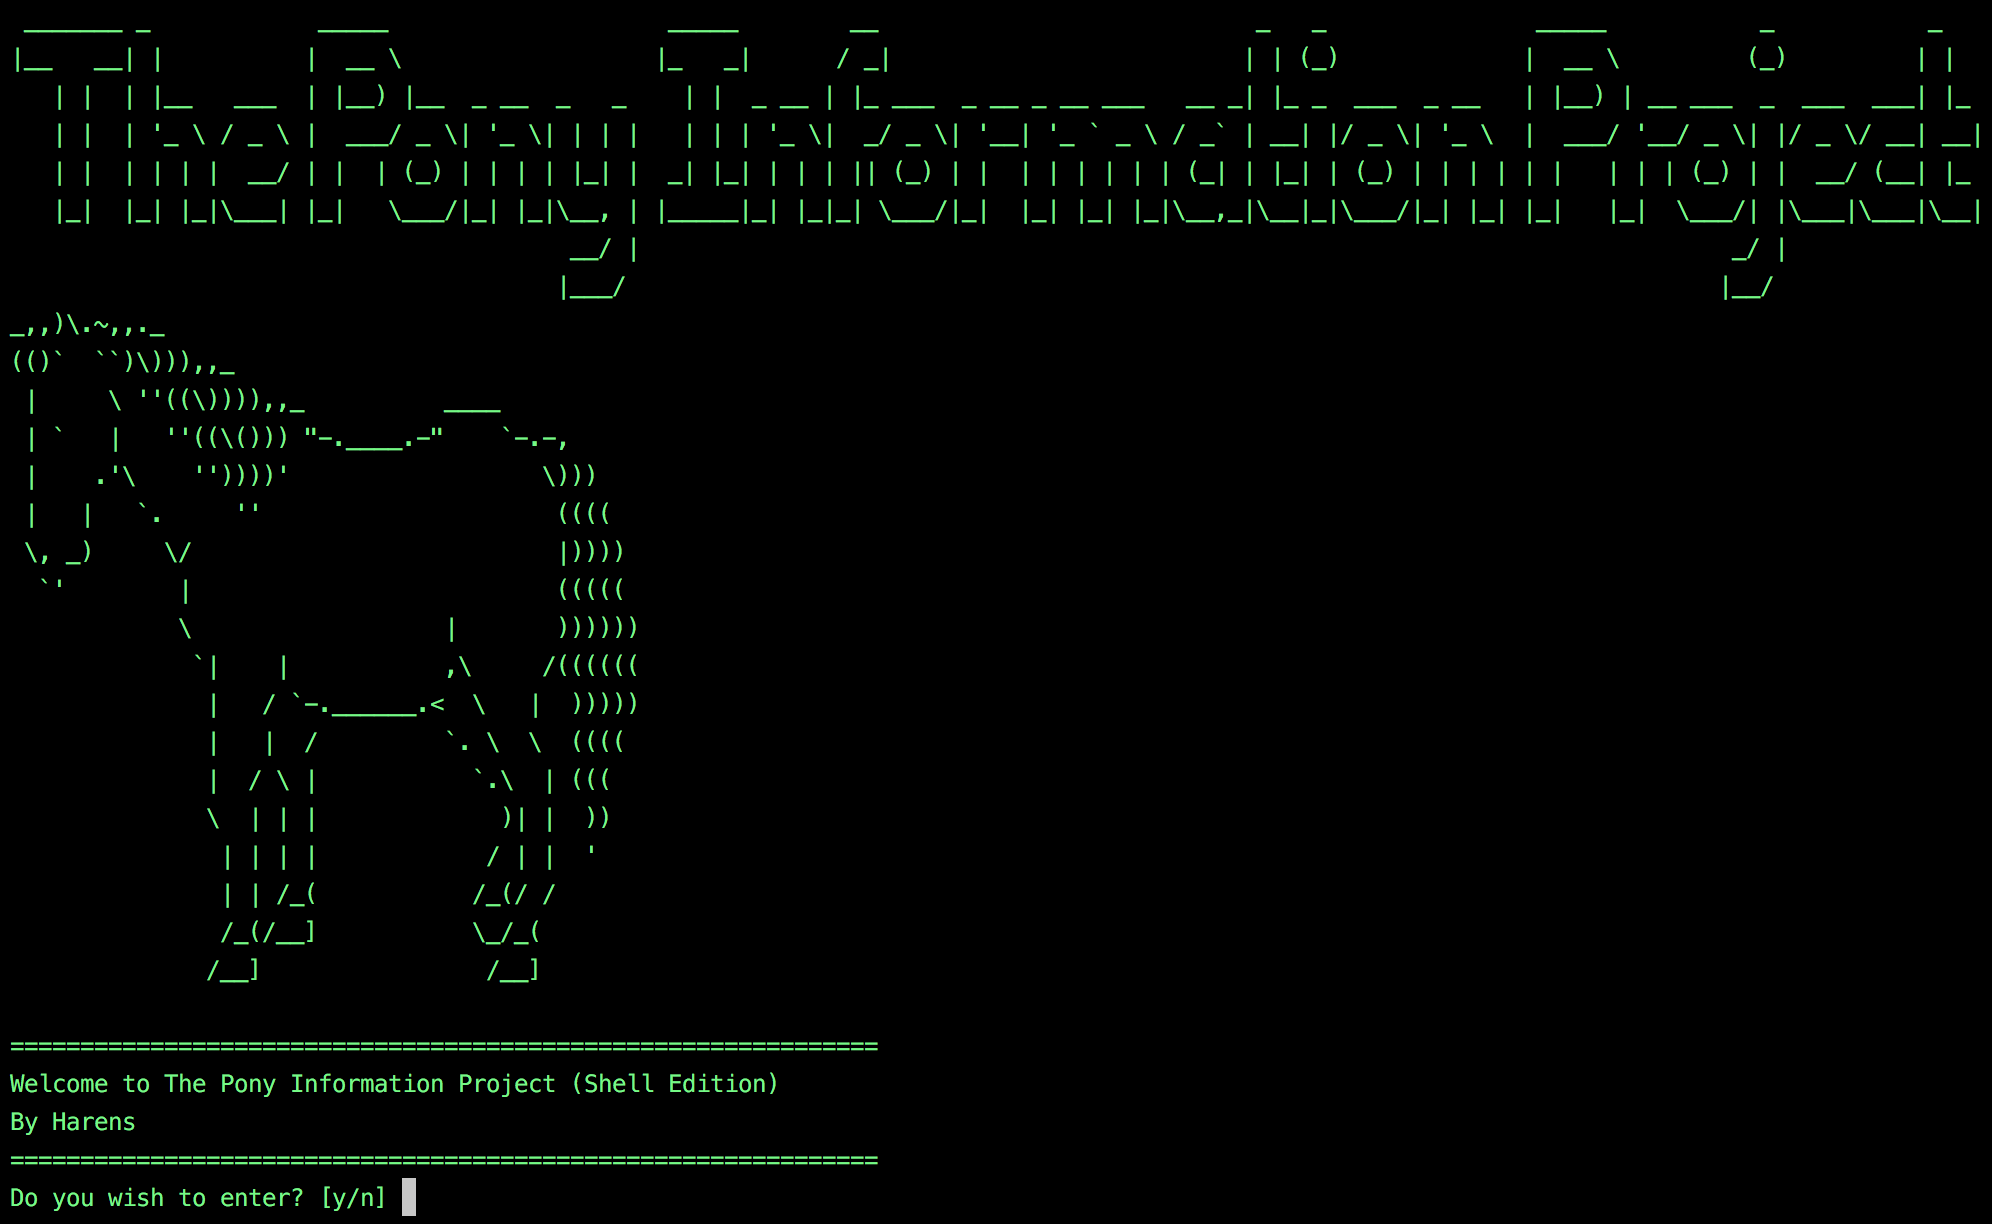 The Pony Information Project
Welcome to The Pony Information Project (Shell Edition)
By Harens
Do you wish to enter? [y/n]